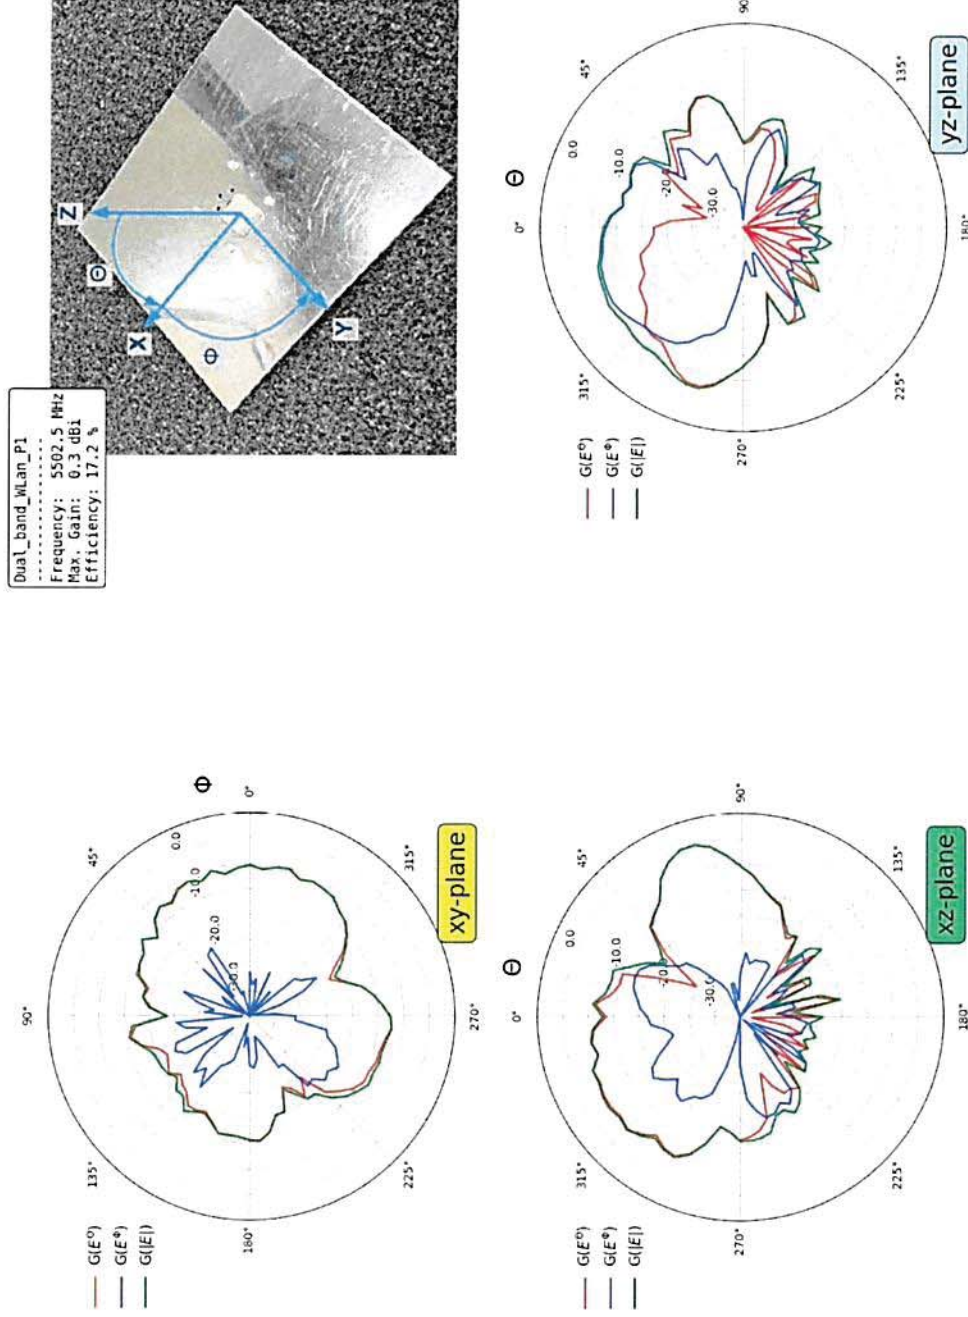 Dual_band_WLan_P1
--------------
Frequency: 5502.5 MHz
Max. Gain: 0.3 dBi
Efficiency: 17.2 %
Z
Θ
X
Φ
Y
G(E^Θ)
G(E^Φ)
G(|E|)
Φ
0°
45°
90°
135°
180°
225°
270°
315°
0.0
-10.0
-20.0
-30.0
xy-plane
G(E^Θ)
G(E^Φ)
G(|E|)
Θ
0°
45°
90°
135°
180°
225°
270°
315°
0.0
-10.0
-20.
-30.0
yz-plane
G(E^Θ)
G(E^Φ)
G(|E|)
Θ
0°
90°
135°
180°
225°
270°
315°
45°
0.0
-10.0
-20.
-30.0
xz-plane